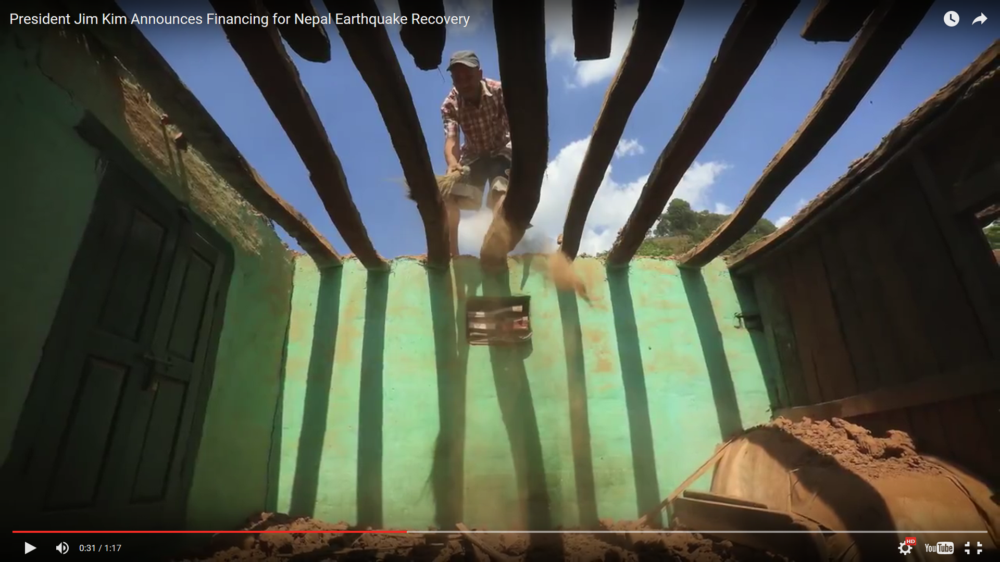 President Jim Kim Announces Financing for Nepal Earthquake Recovery
0:31 / 1:17
HD
YouTube